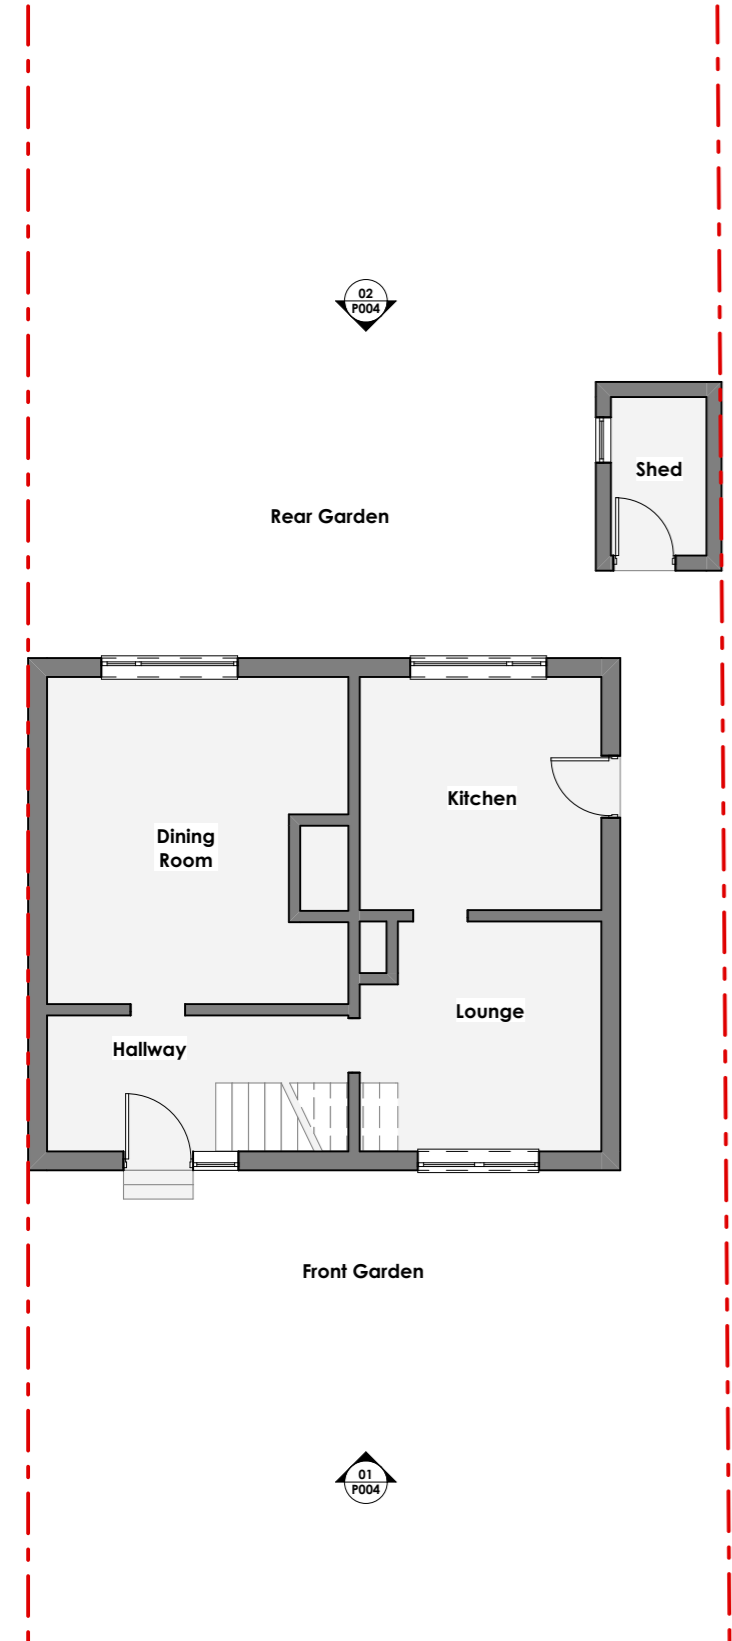 02
P004
Shed
Rear Garden
Kitchen
Dining
Room
Lounge
Hallway
Front Garden
01
P004